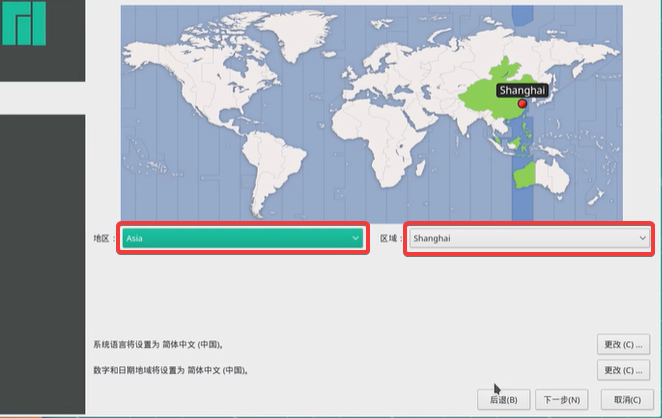 Shanghai
地区： Asia 区域： Shanghai
系统语言将设置为 简体中文 (中国)。 更改 (C) ...
数字和日期地域将设置为 简体中文 (中国)。 更改 (C) ...
后退(B) 下一步(N) 取消(C)